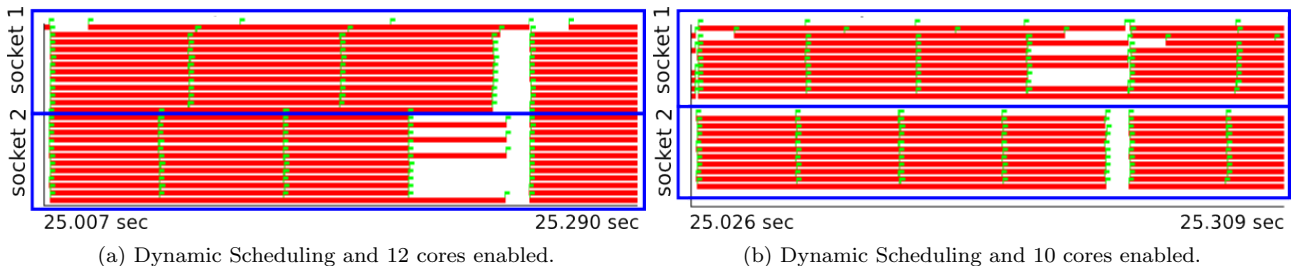 socket 1
socket 2
25.007 sec
25.290 sec
(a) Dynamic Scheduling and 12 cores enabled.
socket 1
socket 2
25.026 sec
25.309 sec
(b) Dynamic Scheduling and 10 cores enabled.